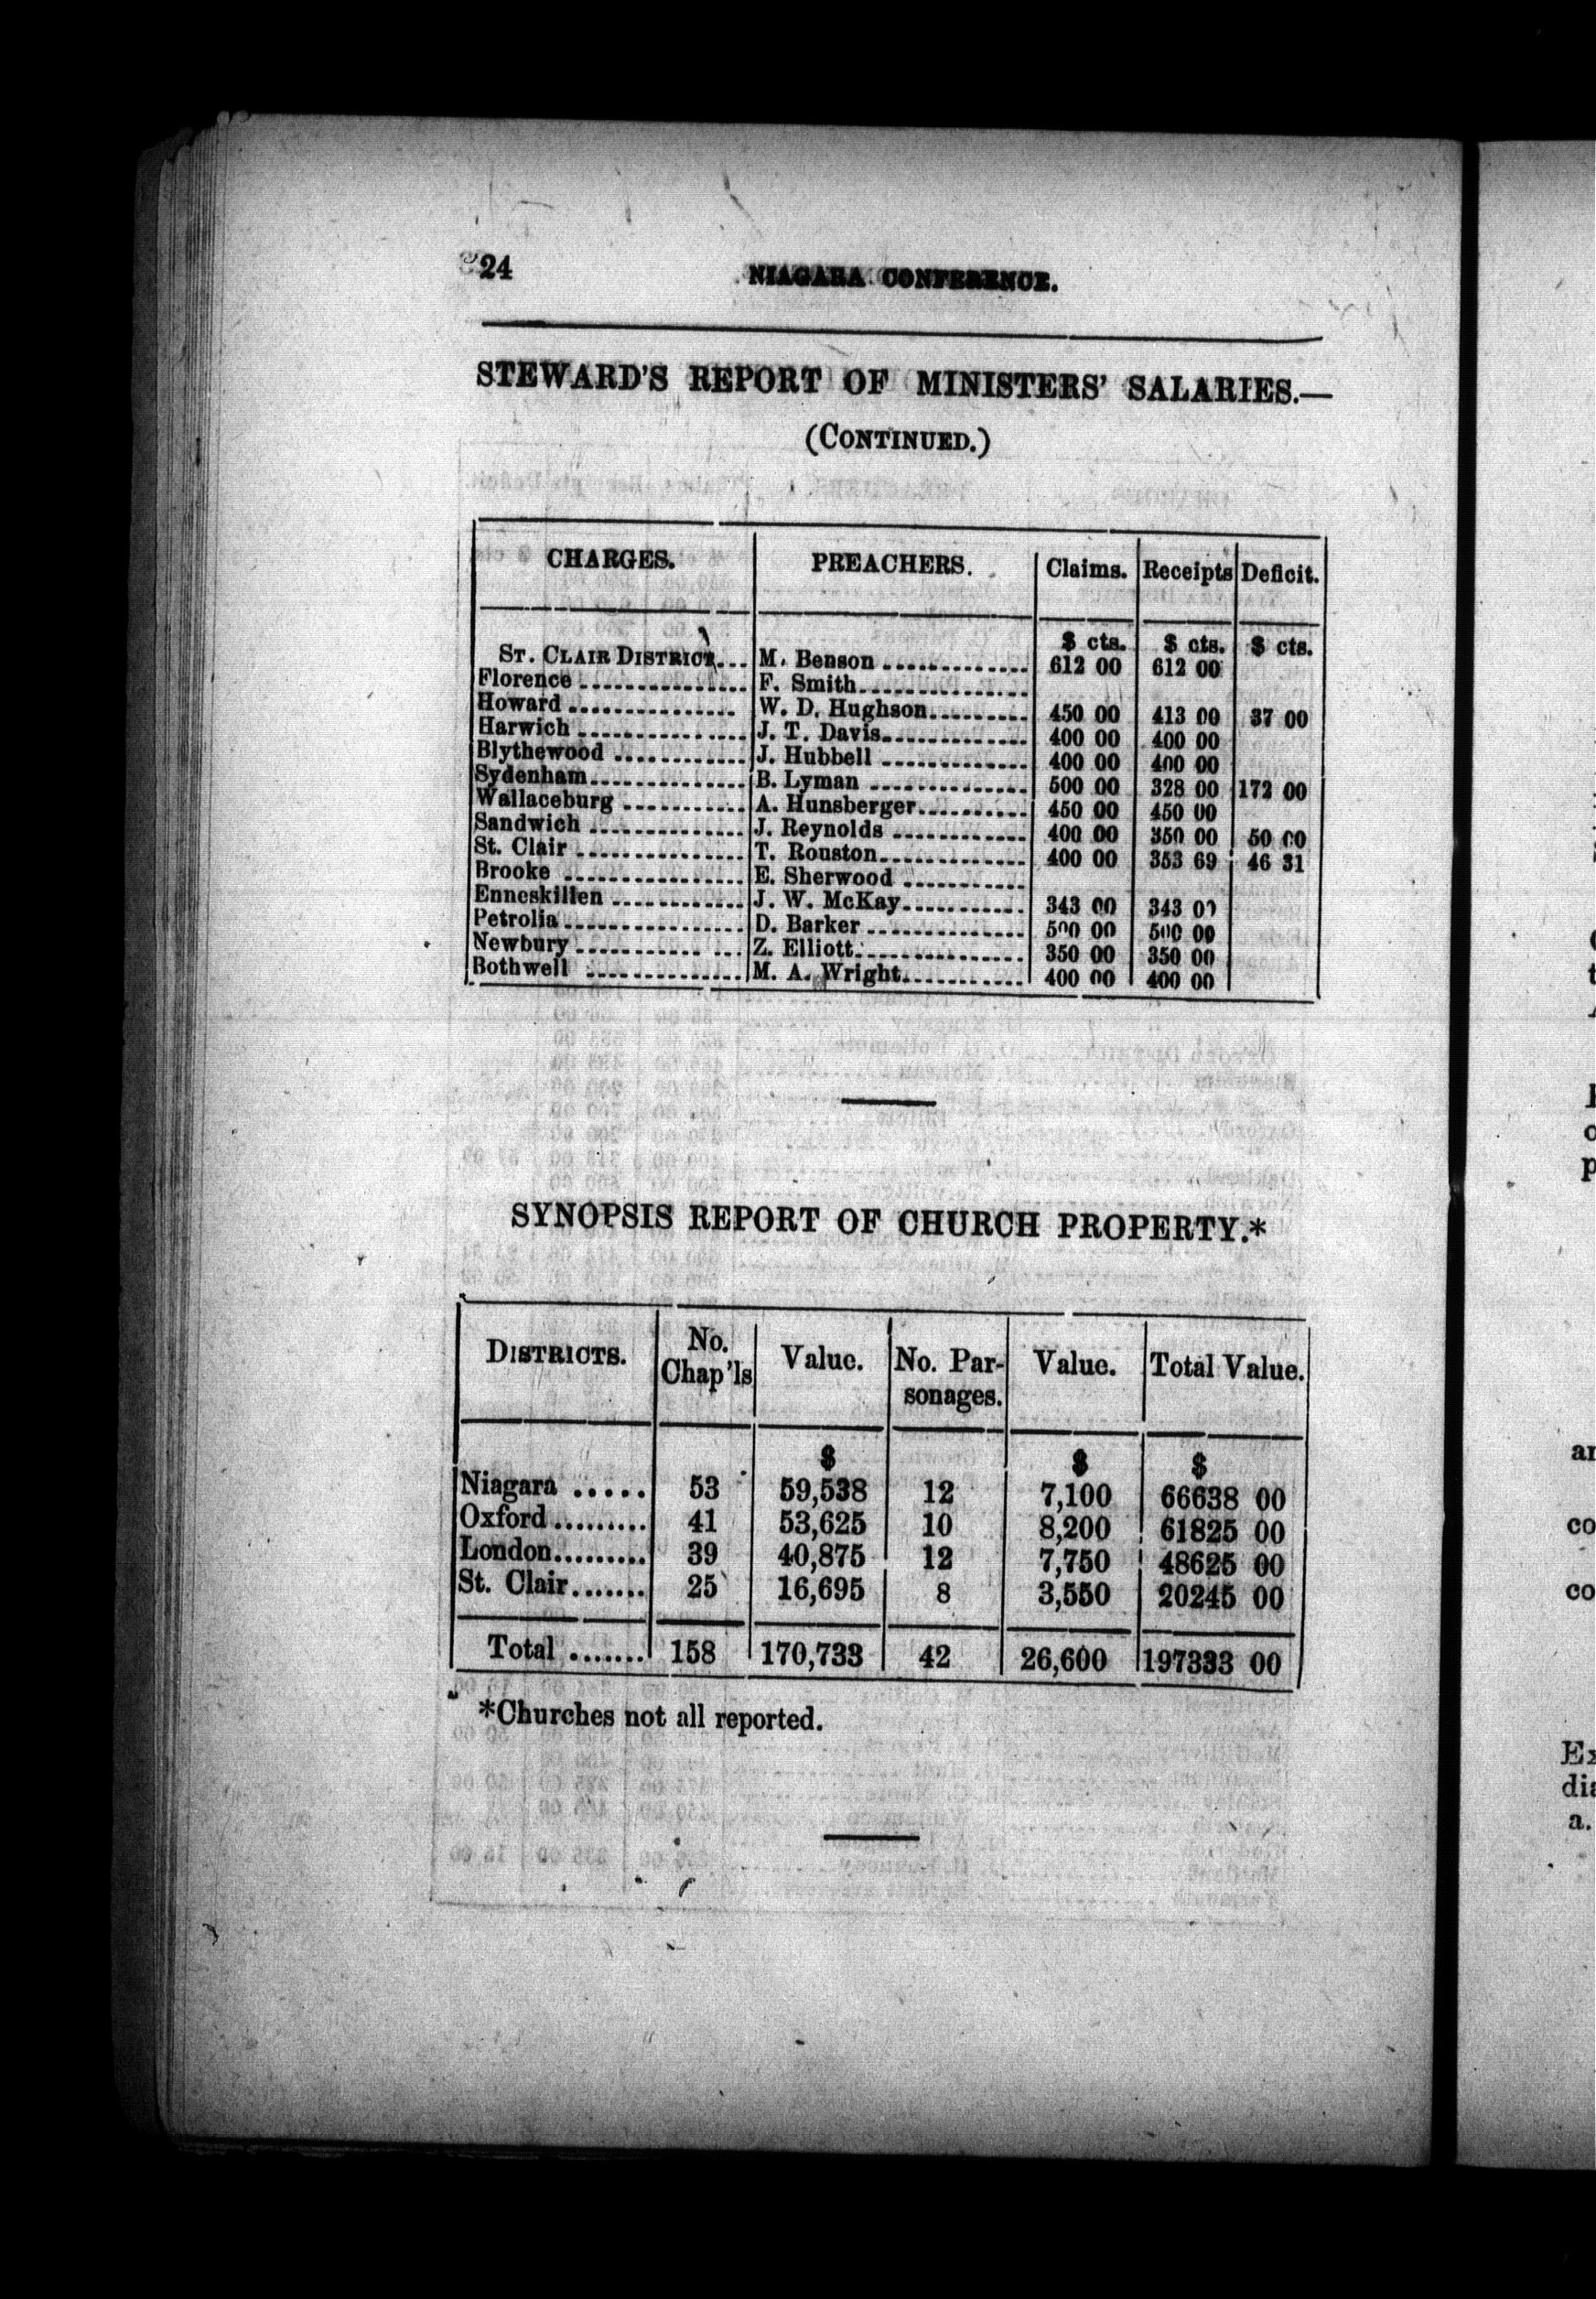 24 NIAGARA CONFERENCE.
STEWARD'S REPORT OF MINISTERS' SALARIES.—
(CONTINUED.)
CHARGES. PREACHERS. Claims. Receipts Deficit.
$ cts. $ cts. $ cts.
ST. CLAIR DISTRICT... M. Benson ............. 612 00 612 00
Florence ............... F. Smith...............
Howard ............... W. D. Hughson......... 450 00 413 00 37 00
Harwich ............... J. T. Davis............. 400 00 400 00
Blythewood ............ J. Hubbell ............. 400 00 400 00
Sydenham.............. B. Lyman .............. 500 00 328 00 172 00
Wallaceburg ........... A. Hunsberger.......... 450 00 450 00
Sandwich .............. J. Reynolds ............ 400 00 350 00 50 00
St. Clair ............... T. Rouston............. 400 00 353 69 46 31
Brooke ................ E. Sherwood ...........
Enneskillen ............ J. W. McKay........... 343 00 343 00
Petrolia................ D. Barker .............. 500 00 500 00
Newbury .............. Z. Elliott............... 350 00 350 00
Bothwell .............. M. A. Wright........... 400 00 400 00
SYNOPSIS REPORT OF CHURCH PROPERTY.*
DISTRICTS. No. Chap'ls Value. No. Parsonages. Value. Total Value.
$ $ $
Niagara ..... 53 59,538 12 7,100 66638 00
Oxford......... 41 53,625 10 8,200 61825 00
London......... 39 40,875 12 7,750 48625 00
St. Clair....... 25 16,695 8 3,550 20245 00
Total ....... 158 170,733 42 26,600 197333 00
*Churches not all reported.